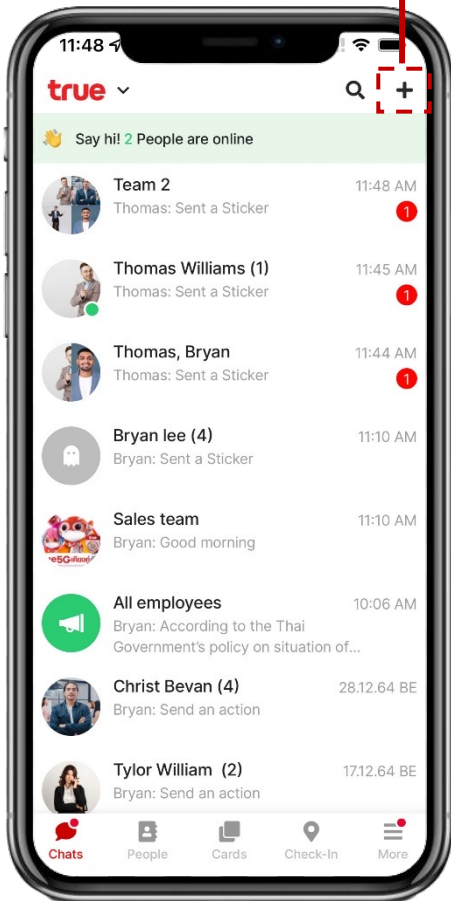 11:48
true
Say hi! 2 People are online
Team 2
11:48 AM
Thomas: Sent a Sticker
1
Thomas Williams (1)
11:45 AM
Thomas: Sent a Sticker
1
Thomas, Bryan
11:44 AM
Thomas: Sent a Sticker
1
Bryan lee (4)
11:10 AM
Bryan: Sent a Sticker
Sales team
11:10 AM
Bryan: Good morning
All employees
10:06 AM
Bryan: According to the Thai
Government's policy on situation of...
Christ Bevan (4)
28.12.64 BE
Bryan: Send an action
Tylor William (2)
17.12.64 BE
Bryan: Send an action
Chats
People
Cards
Check-In
More